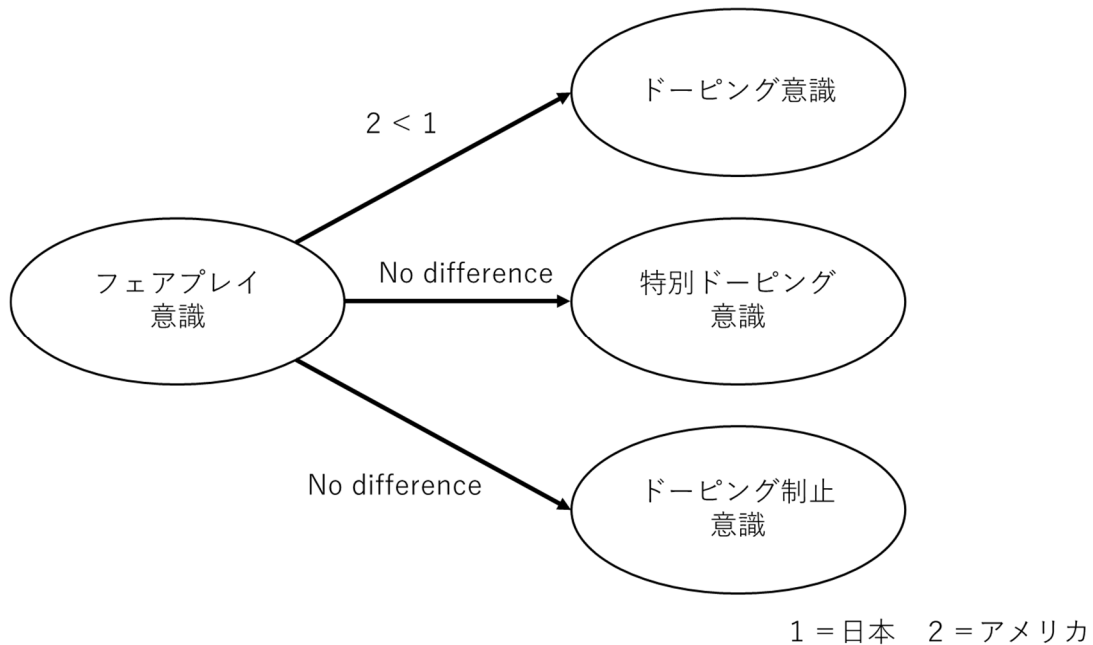 ドーピング意識
2 < 1
フェアプレイ
意識
No difference
特別ドーピング
意識
No difference
ドーピング制止
意識
1＝日本　2＝アメリカ